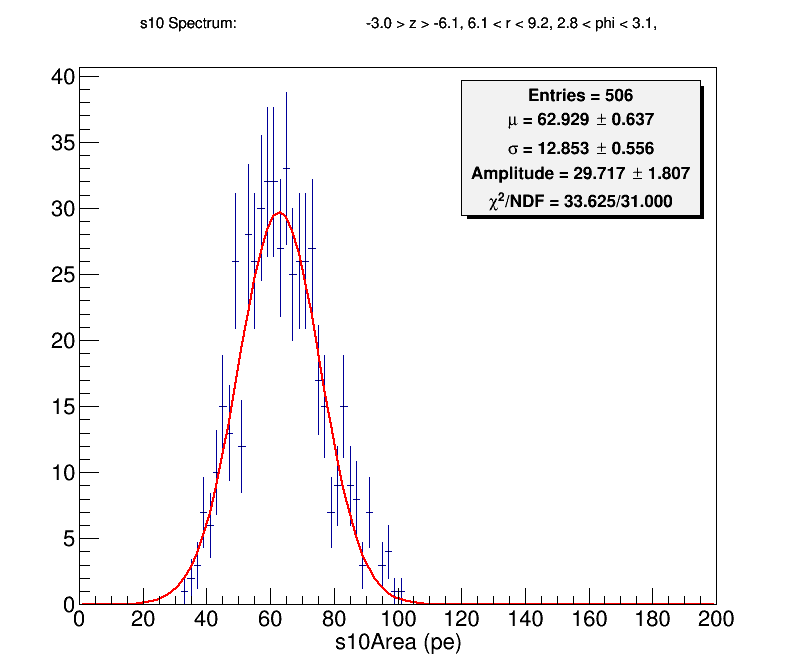 s10 Spectrum: -3.0 > z > -6.1, 6.1 < r < 9.2, 2.8 < phi < 3.1,
Entries = 506
μ = 62.929 ± 0.637
σ = 12.853 ± 0.556
Amplitude = 29.717 ± 1.807
χ²/NDF = 33.625/31.000
40
35
30
25
20
15
10
5
0
0 20 40 60 80 100 120 140 160 180 200
s10Area (pe)